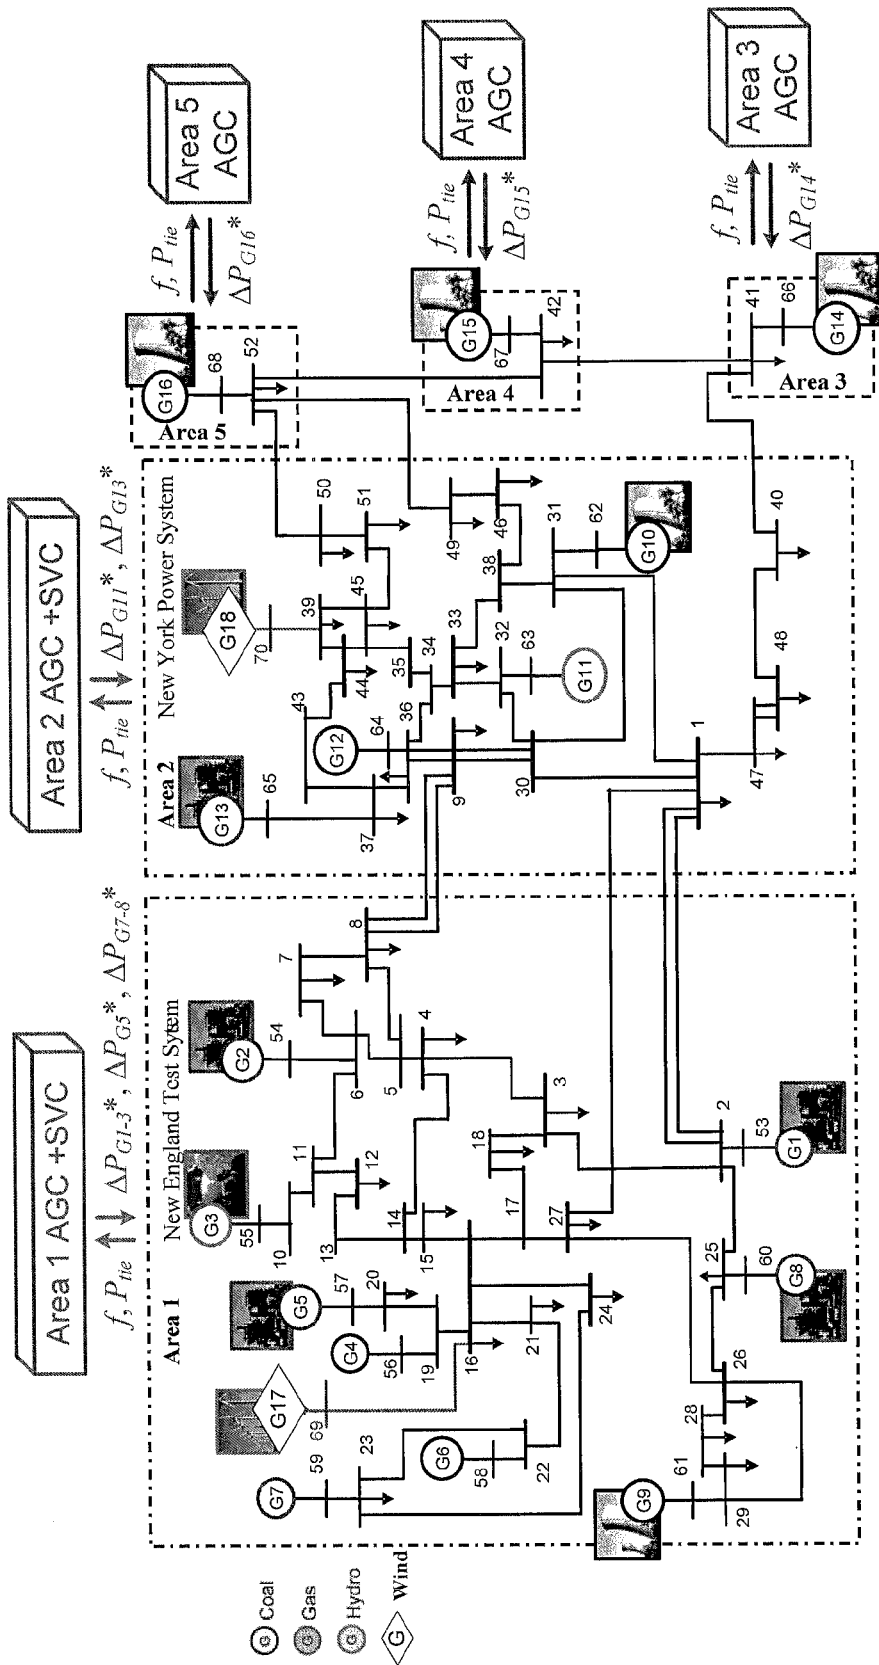 Area 1 AGC +SVC
Area 2 AGC +SVC
Area 5
AGC
Area 4
AGC
Area 3
AGC
f, P_tie
ΔP_G1-3*, ΔP_G5*, ΔP_G7-8*
f, P_tie
ΔP_G11*, ΔP_G13*
f, P_tie
ΔP_G16*
f, P_tie
ΔP_G15*
f, P_tie
ΔP_G14*
Area 1
New England Test Sytem
Area 2
New York Power System
Area 5
Area 4
Area 3
G Coal
G Gas
G Hydro
G Wind
G7
59
23
G17
69
G4
56
G5
57
20
19
16
G6
58
22
21
24
G3
55
10
11
12
13
14
15
G2
54
6
7
8
5
4
18
3
17
27
G9
61
29
28
26
25
60
G8
2
53
G1
G13
65
37
G12
64
36
43
44
G18
70
39
45
35
34
33
9
30
32
63
G11
38
31
62
G10
46
49
50
51
1
47
48
40
G16
68
52
G15
67
42
41
66
G14